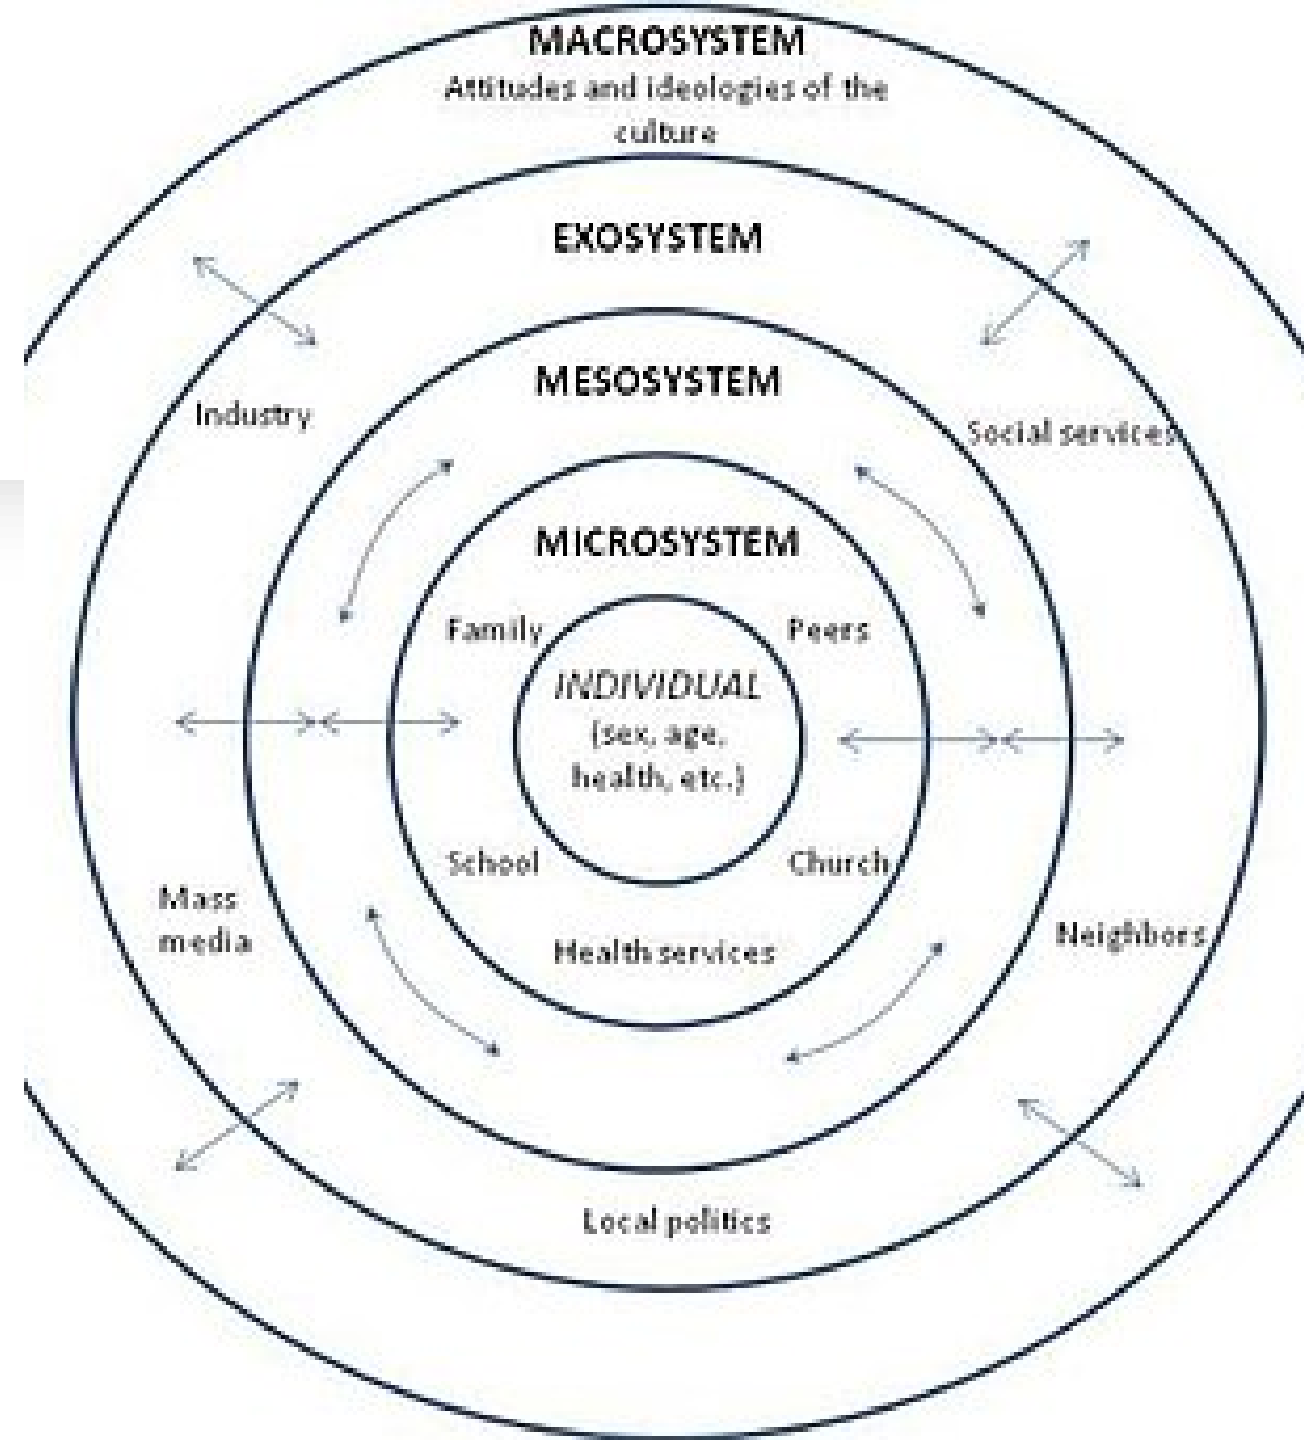 MACROSYSTEM
Attitudes and ideologies of the
culture
EXOSYSTEM
MESOSYSTEM
Industry
Social services
MICROSYSTEM
Family
Peers
INDIVIDUAL
(sex, age,
health, etc.)
School
Church
Mass
media
Neighbors
Health services
Local politics